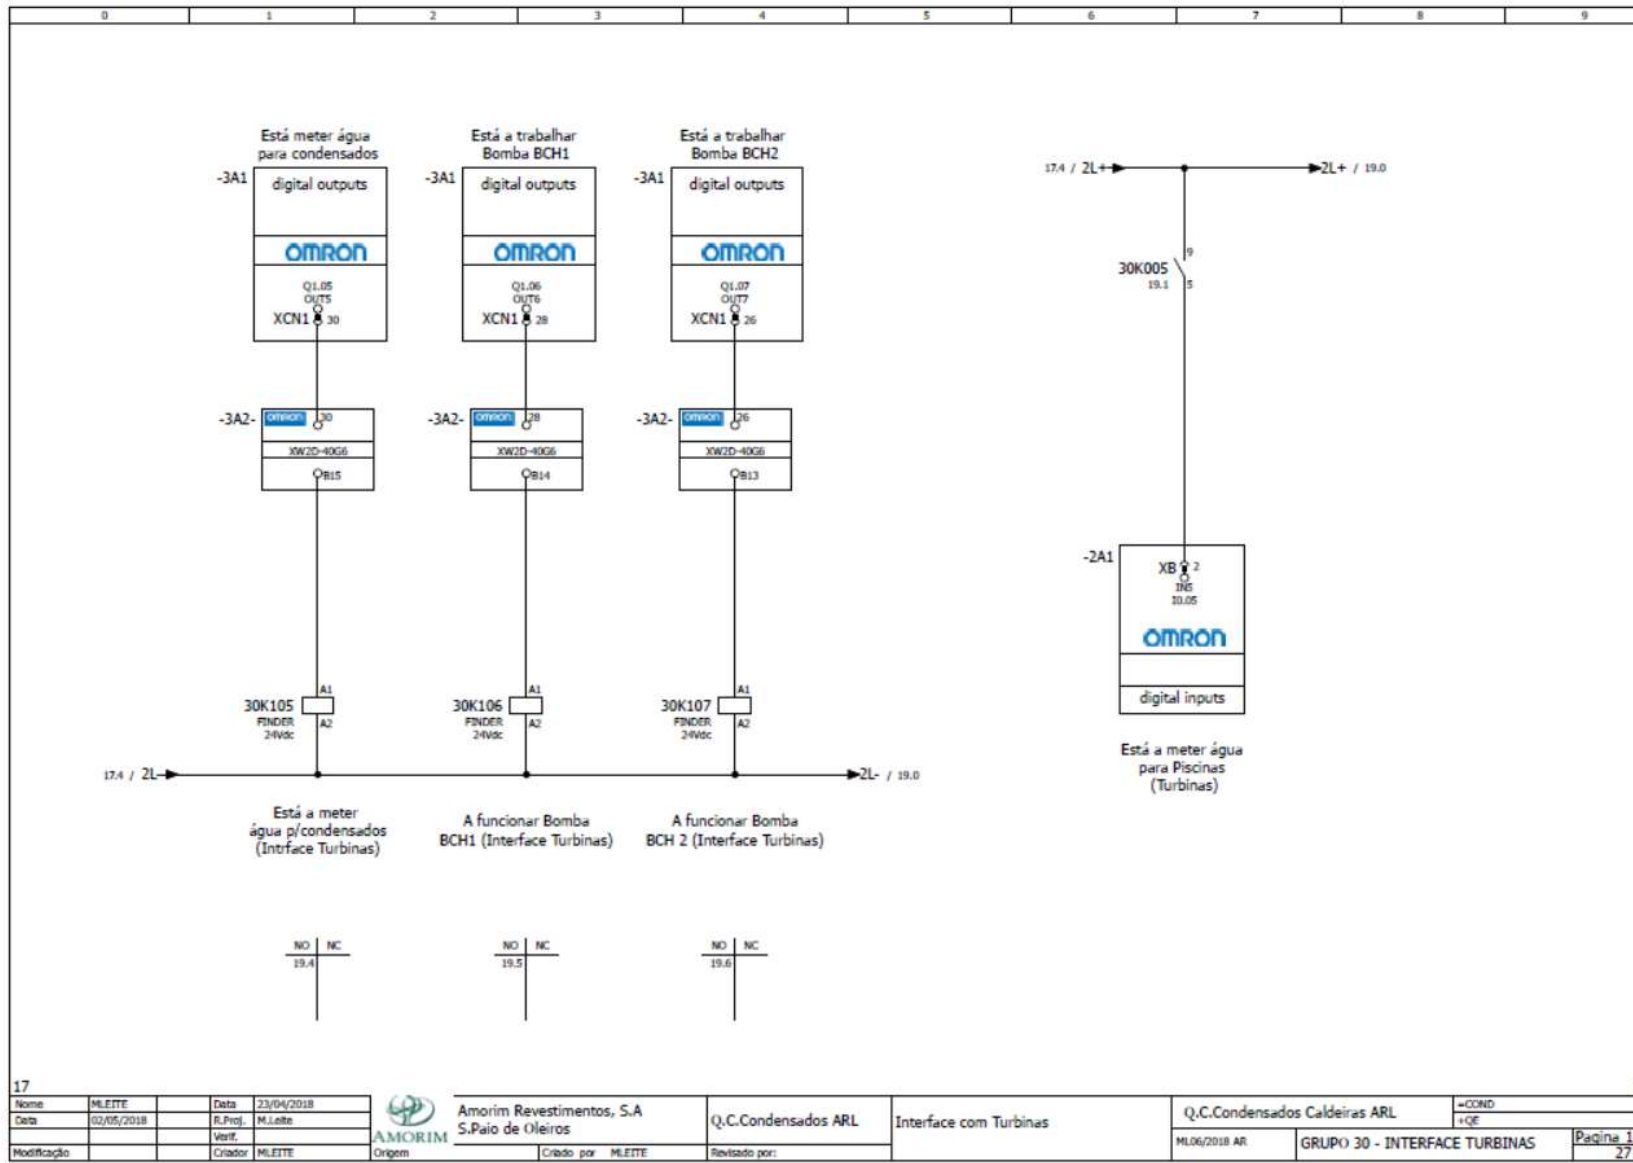 0 1 2 3 4 5 6 7 8 9
Está meter água
para condensados
-3A1
digital outputs
OMRON
Q1.05
OUT5
XCN1 30
-3A2-
OMRON 30
XW2D-40G6
B15
A1
30K105
FINDER A2
24Vdc
Está a trabalhar
Bomba BCH1
-3A1
digital outputs
OMRON
Q1.06
OUT6
XCN1 28
-3A2-
OMRON 28
XW2D-40G6
B14
A1
30K106
FINDER A2
24Vdc
Está a trabalhar
Bomba BCH2
-3A1
digital outputs
OMRON
Q1.07
OUT7
XCN1 26
-3A2-
OMRON 26
XW2D-40G6
B13
A1
30K107
FINDER A2
24Vdc
17.4 / 2L-
2L- / 19.0
Está a meter
água p/condensados
(Intrface Turbinas)
A funcionar Bomba
BCH1 (Interface Turbinas)
A funcionar Bomba
BCH 2 (Interface Turbinas)
NO NC
19.4
NO NC
19.5
NO NC
19.6
17.4 / 2L+
2L+ / 19.0
9
30K005
19.1 5
-2A1
XB 2
IN5
I0.05
OMRON
digital inputs
Está a meter água
para Piscinas
(Turbinas)
17
Nome MLEITE
Data 02/05/2018
Modificação
Data 23/04/2018
R.Proj. M.Leite
Verif.
Criador MLEITE
AMORIM
Origem
Amorim Revestimentos, S.A
S.Paio de Oleiros
Criado por MLEITE
Q.C.Condensados ARL
Revisado por:
Interface com Turbinas
Q.C.Condensados Caldeiras ARL
=COND
+QE
ML06/2018 AR
GRUPO 30 - INTERFACE TURBINAS
Pagina 1
27